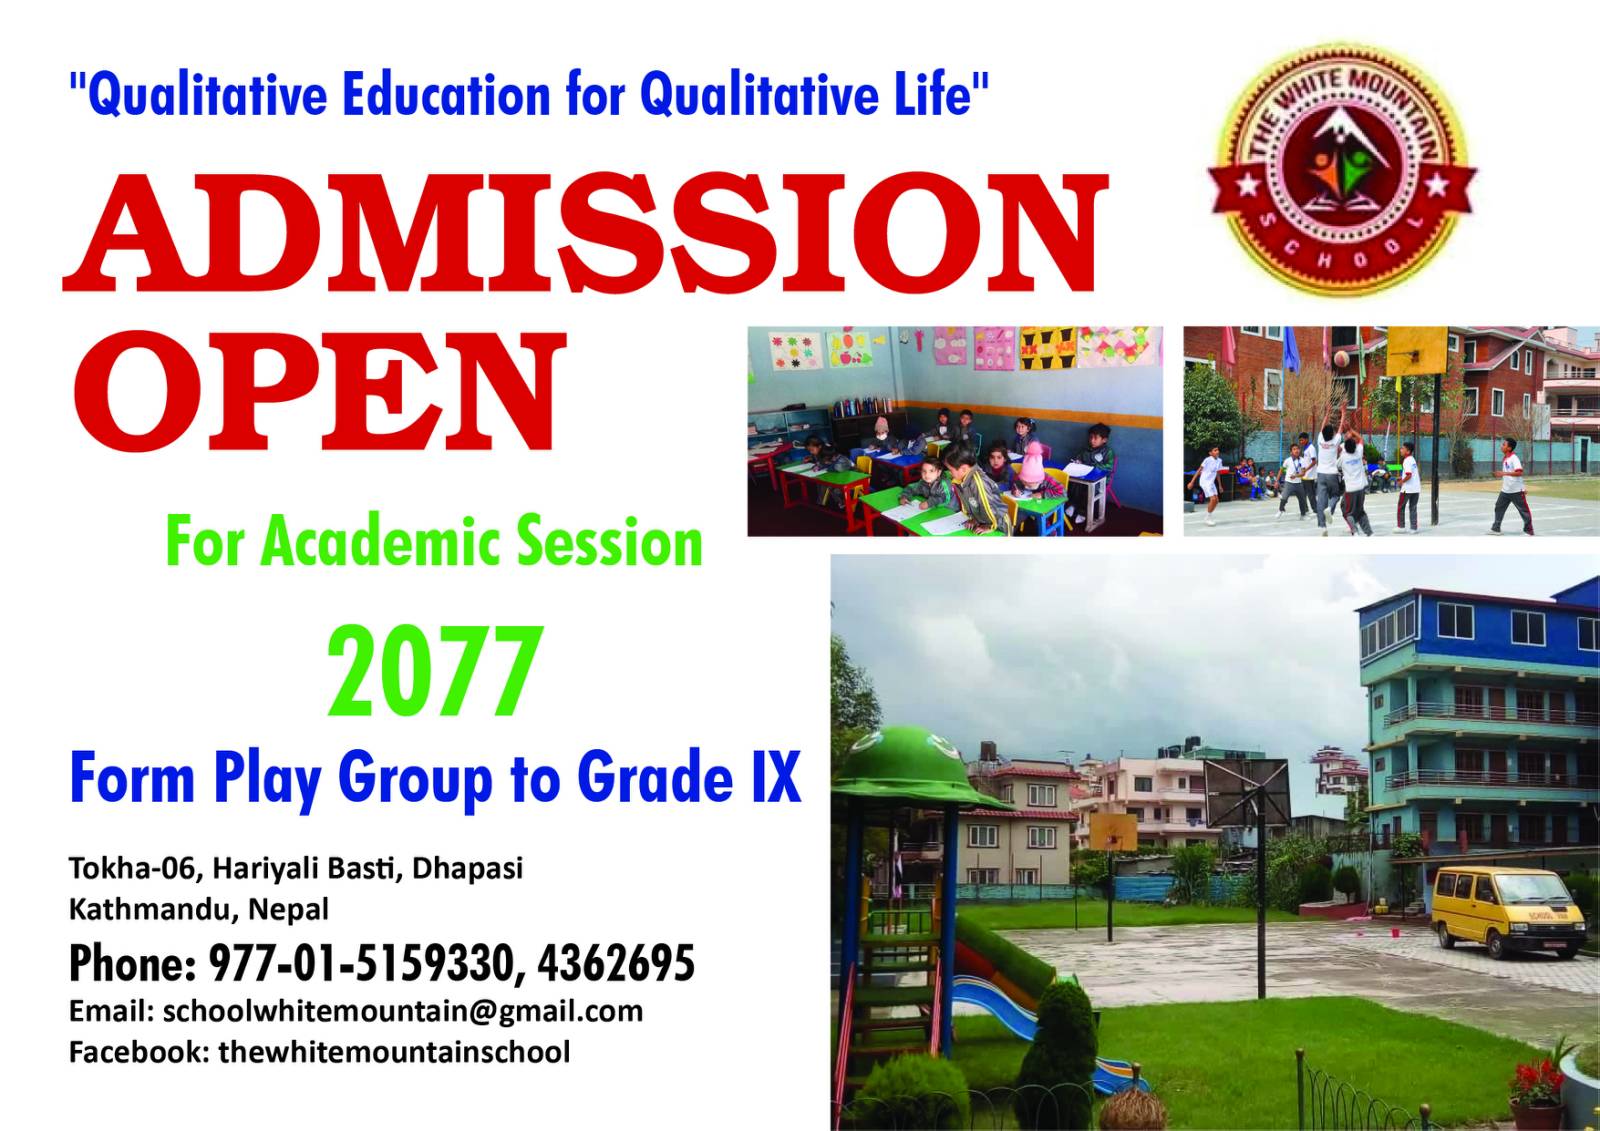 "Qualitative Education for Qualitative Life"
THE WHITE MOUNTAIN
SCHOOL
ADMISSION
OPEN
For Academic Session
2077
Form Play Group to Grade IX
Tokha-06, Hariyali Basti, Dhapasi
Kathmandu, Nepal
Phone: 977-01-5159330, 4362695
Email: schoolwhitemountain@gmail.com
Facebook: thewhitemountainschool
SCHOOL VAN